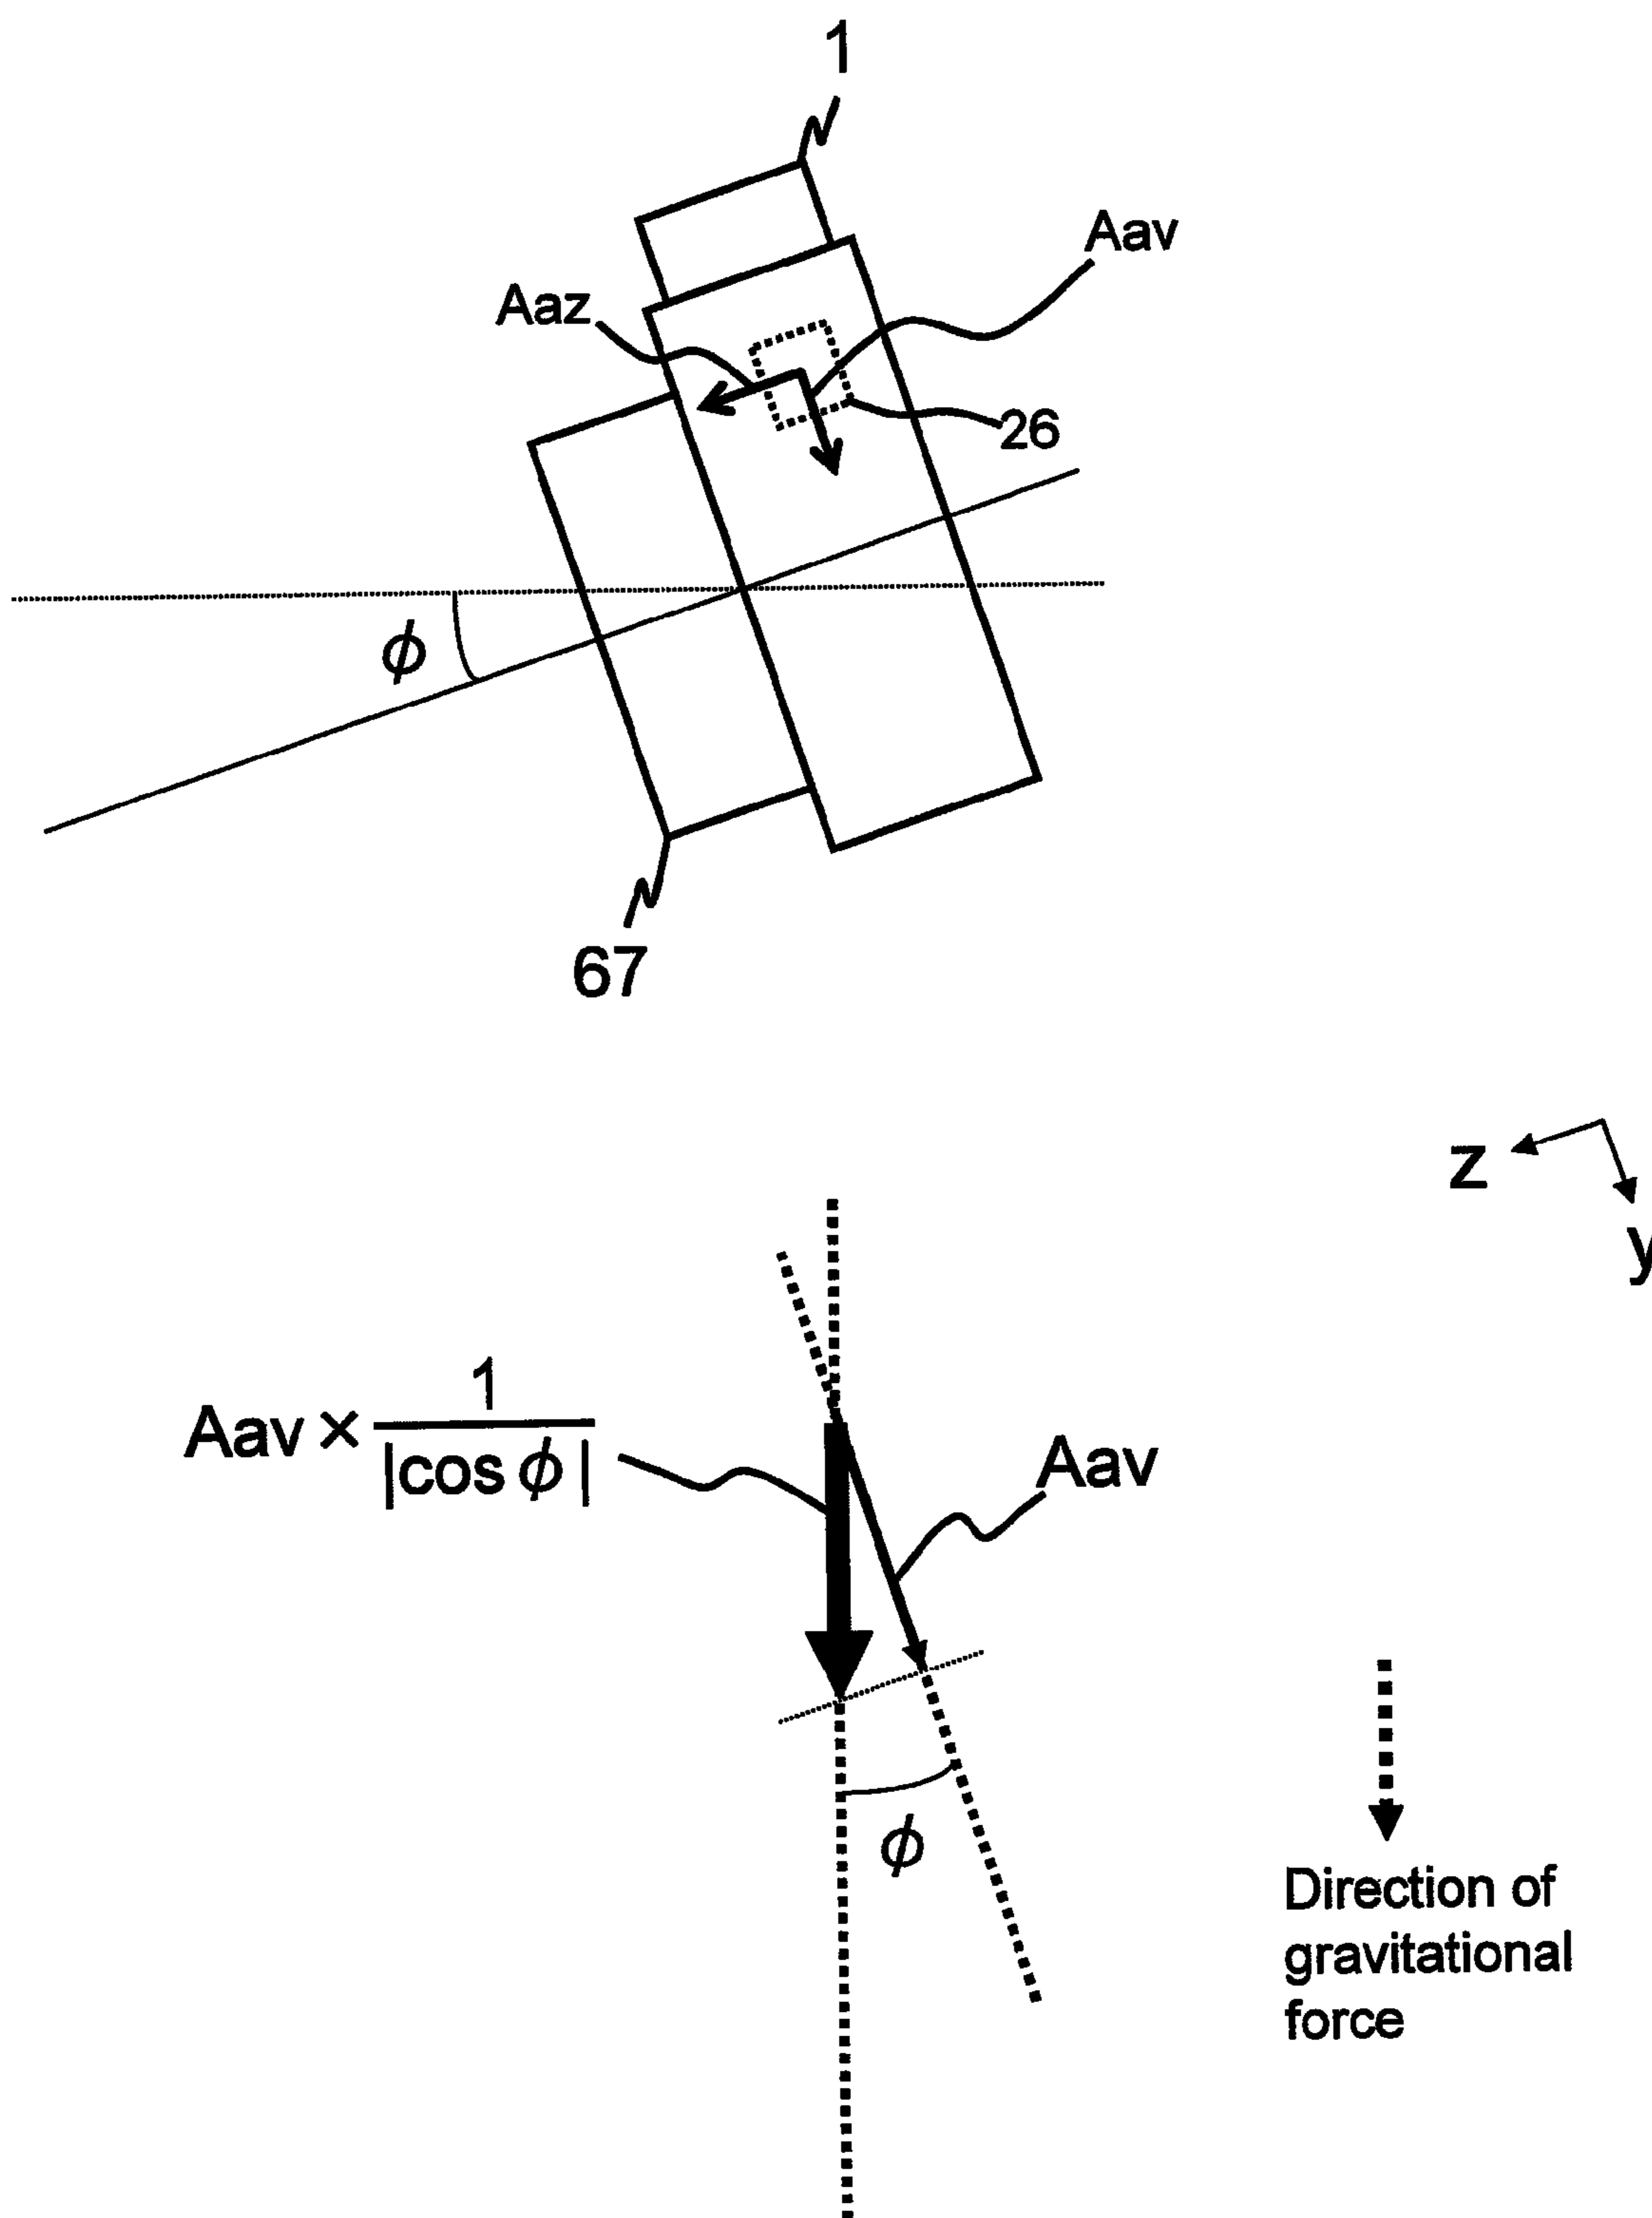 1
Aav
Aaz
26
ϕ
67
z
y
Aav × 1/|cos ϕ|
Aav
ϕ
Direction of
gravitational
force